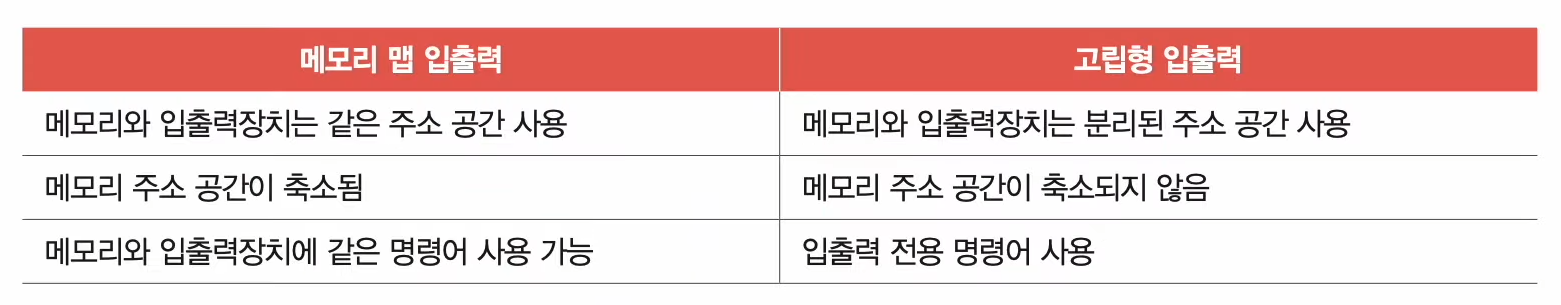 메모리 맵 입출력
고립형 입출력
메모리와 입출력장치는 같은 주소 공간 사용
메모리와 입출력장치는 분리된 주소 공간 사용
메모리 주소 공간이 축소됨
메모리 주소 공간이 축소되지 않음
메모리와 입출력장치에 같은 명령어 사용 가능
입출력 전용 명령어 사용